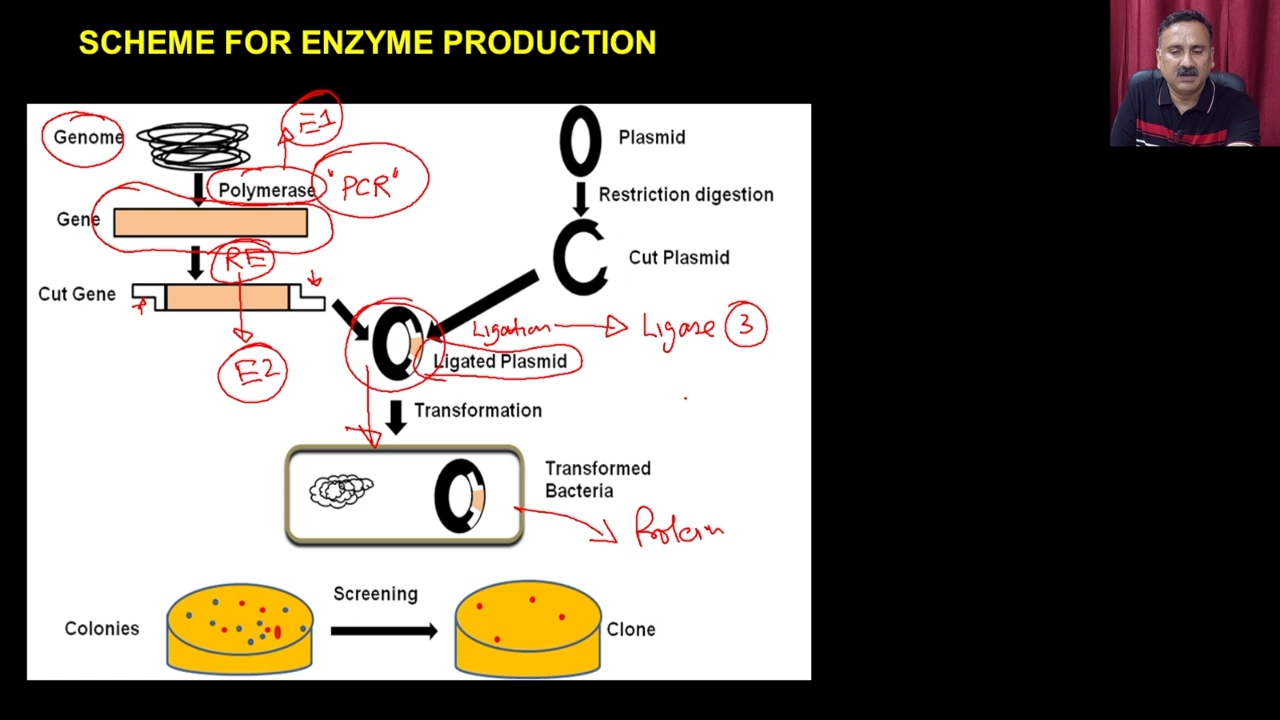 SCHEME FOR ENZYME PRODUCTION
E1
Genome
Plasmid
Polymerase "PCR"
Restriction digestion
Gene
RE
Cut Plasmid
Cut Gene
Ligation
Ligase 3
Ligated Plasmid
E2
Transformation
Transformed
Bacteria
Protein
Screening
Colonies
Clone